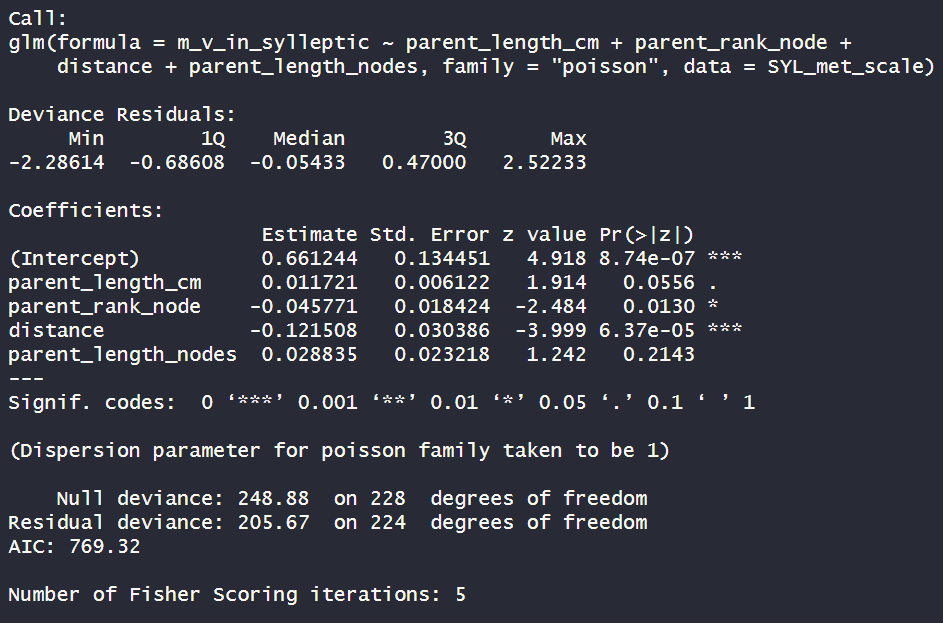 Call:
glm(formula = m_v_in_sylleptic ~ parent_length_cm + parent_rank_node +
    distance + parent_length_nodes, family = "poisson", data = SYL_met_scale)
Deviance Residuals:
     Min        1Q    Median        3Q       Max
-2.28614  -0.68608  -0.05433   0.47000   2.52233
Coefficients:
                     Estimate Std. Error z value Pr(>|z|)
(Intercept)          0.661244   0.134451   4.918 8.74e-07 ***
parent_length_cm     0.011721   0.006122   1.914   0.0556 .
parent_rank_node    -0.045771   0.018424  -2.484   0.0130 *
distance            -0.121508   0.030386  -3.999 6.37e-05 ***
parent_length_nodes  0.028835   0.023218   1.242   0.2143
---
Signif. codes:  0 ‘***’ 0.001 ‘**’ 0.01 ‘*’ 0.05 ‘.’ 0.1 ‘ ’ 1
(Dispersion parameter for poisson family taken to be 1)
    Null deviance: 248.88  on 228  degrees of freedom
Residual deviance: 205.67  on 224  degrees of freedom
AIC: 769.32
Number of Fisher Scoring iterations: 5